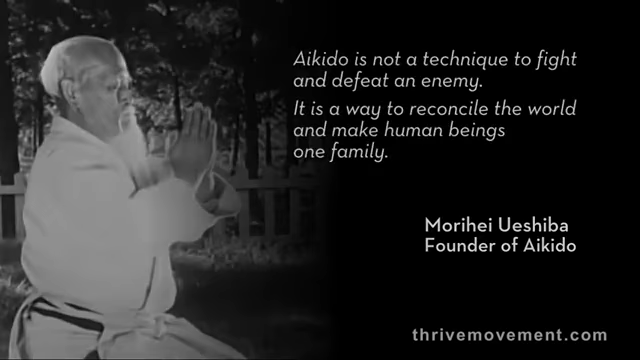 Aikido is not a technique to fight
and defeat an enemy.
It is a way to reconcile the world
and make human beings
one family.
Morihei Ueshiba
Founder of Aikido
thrivemovement.com